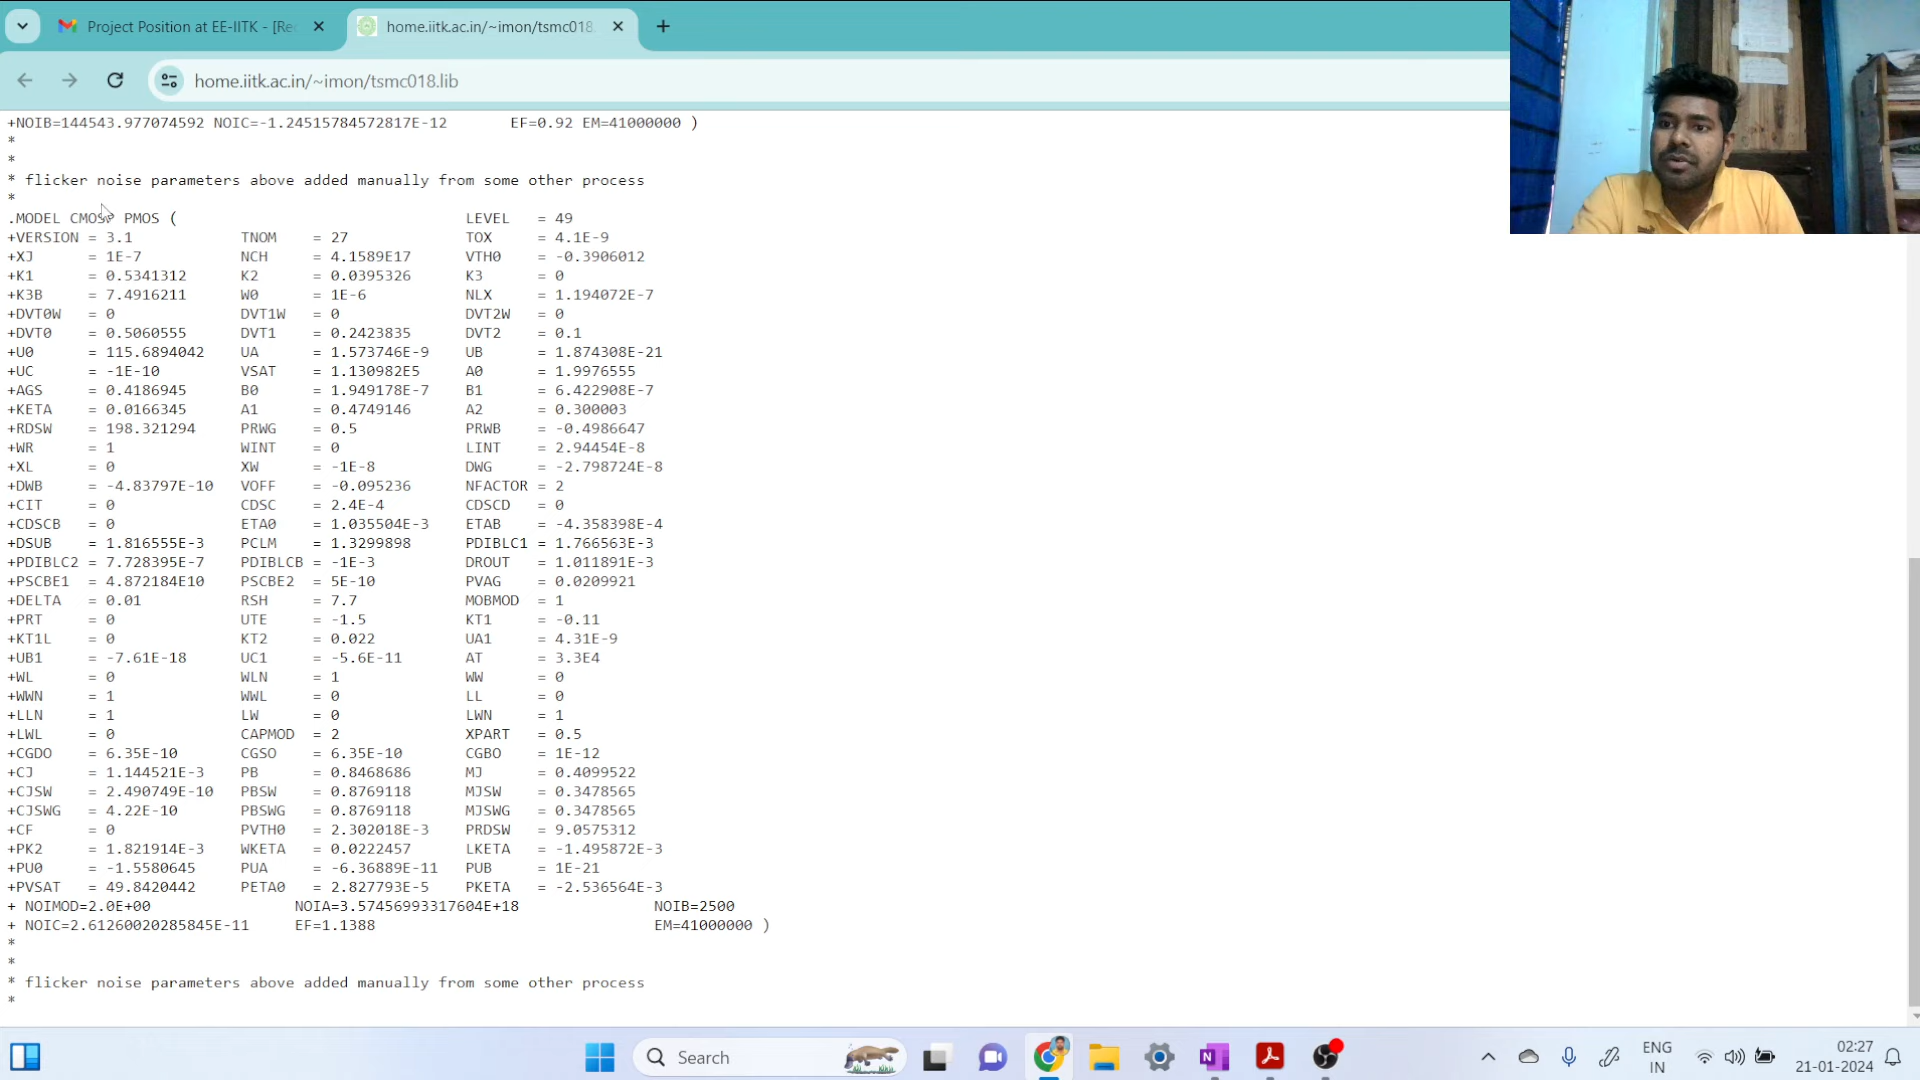 Project Position at EE-IITK - [Rec
home.iitk.ac.in/~imon/tsmc018.
home.iitk.ac.in/~imon/tsmc018.lib
+NOIB=144543.977074592 NOIC=-1.24515784572817E-12 EF=0.92 EM=41000000 )
*
*
* flicker noise parameters above added manually from some other process
*
.MODEL CMOSP PMOS ( LEVEL = 49
+VERSION = 3.1 TNOM = 27 TOX = 4.1E-9
+XJ = 1E-7 NCH = 4.1589E17 VTH0 = -0.3906012
+K1 = 0.5341312 K2 = 0.0395326 K3 = 0
+K3B = 7.4916211 W0 = 1E-6 NLX = 1.194072E-7
+DVT0W = 0 DVT1W = 0 DVT2W = 0
+DVT0 = 0.5060555 DVT1 = 0.2423835 DVT2 = 0.1
+U0 = 115.6894042 UA = 1.573746E-9 UB = 1.874308E-21
+UC = -1E-10 VSAT = 1.130982E5 A0 = 1.9976555
+AGS = 0.4186945 B0 = 1.949178E-7 B1 = 6.422908E-7
+KETA = 0.0166345 A1 = 0.4749146 A2 = 0.300003
+RDSW = 198.321294 PRWG = 0.5 PRWB = -0.4986647
+WR = 1 WINT = 0 LINT = 2.94454E-8
+XL = 0 XW = -1E-8 DWG = -2.798724E-8
+DWB = -4.83797E-10 VOFF = -0.095236 NFACTOR = 2
+CIT = 0 CDSC = 2.4E-4 CDSCD = 0
+CDSCB = 0 ETA0 = 1.035504E-3 ETAB = -4.358398E-4
+DSUB = 1.816555E-3 PCLM = 1.3299898 PDIBLC1 = 1.766563E-3
+PDIBLC2 = 7.728395E-7 PDIBLCB = -1E-3 DROUT = 1.011891E-3
+PSCBE1 = 4.872184E10 PSCBE2 = 5E-10 PVAG = 0.0209921
+DELTA = 0.01 RSH = 7.7 MOBMOD = 1
+PRT = 0 UTE = -1.5 KT1 = -0.11
+KT1L = 0 KT2 = 0.022 UA1 = 4.31E-9
+UB1 = -7.61E-18 UC1 = -5.6E-11 AT = 3.3E4
+WL = 0 WLN = 1 WW = 0
+WWN = 1 WWL = 0 LL = 0
+LLN = 1 LW = 0 LWN = 1
+LWL = 0 CAPMOD = 2 XPART = 0.5
+CGDO = 6.35E-10 CGSO = 6.35E-10 CGBO = 1E-12
+CJ = 1.144521E-3 PB = 0.8468686 MJ = 0.4099522
+CJSW = 2.490749E-10 PBSW = 0.8769118 MJSW = 0.3478565
+CJSWG = 4.22E-10 PBSWG = 0.8769118 MJSWG = 0.3478565
+CF = 0 PVTH0 = 2.302018E-3 PRDSW = 9.0575312
+PK2 = 1.821914E-3 WKETA = 0.0222457 LKETA = -1.495872E-3
+PU0 = -1.5580645 PUA = -6.36889E-11 PUB = 1E-21
+PVSAT = 49.8420442 PETA0 = 2.827793E-5 PKETA = -2.536564E-3
+ NOIMOD=2.0E+00 NOIA=3.57456993317604E+18 NOIB=2500
+ NOIC=2.61260020285845E-11 EF=1.1388 EM=41000000 )
*
*
* flicker noise parameters above added manually from some other process
*
Search
ENG
IN
02:27
21-01-2024